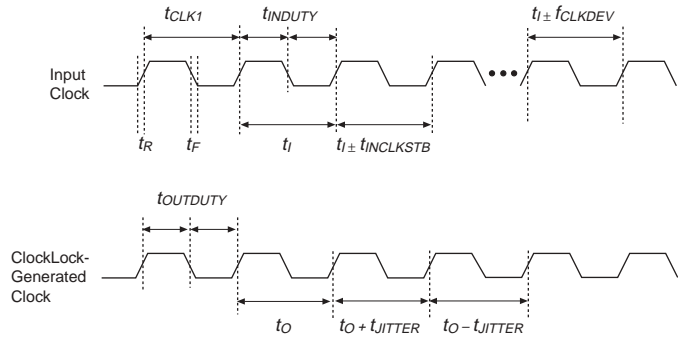 tCLK1 tINDUTY tI ± fCLKDEV
Input
Clock
tR tF tI tI ± tINCLKSTB
tOUTDUTY
ClockLock-
Generated
Clock
tO tO + tJITTER tO – tJITTER